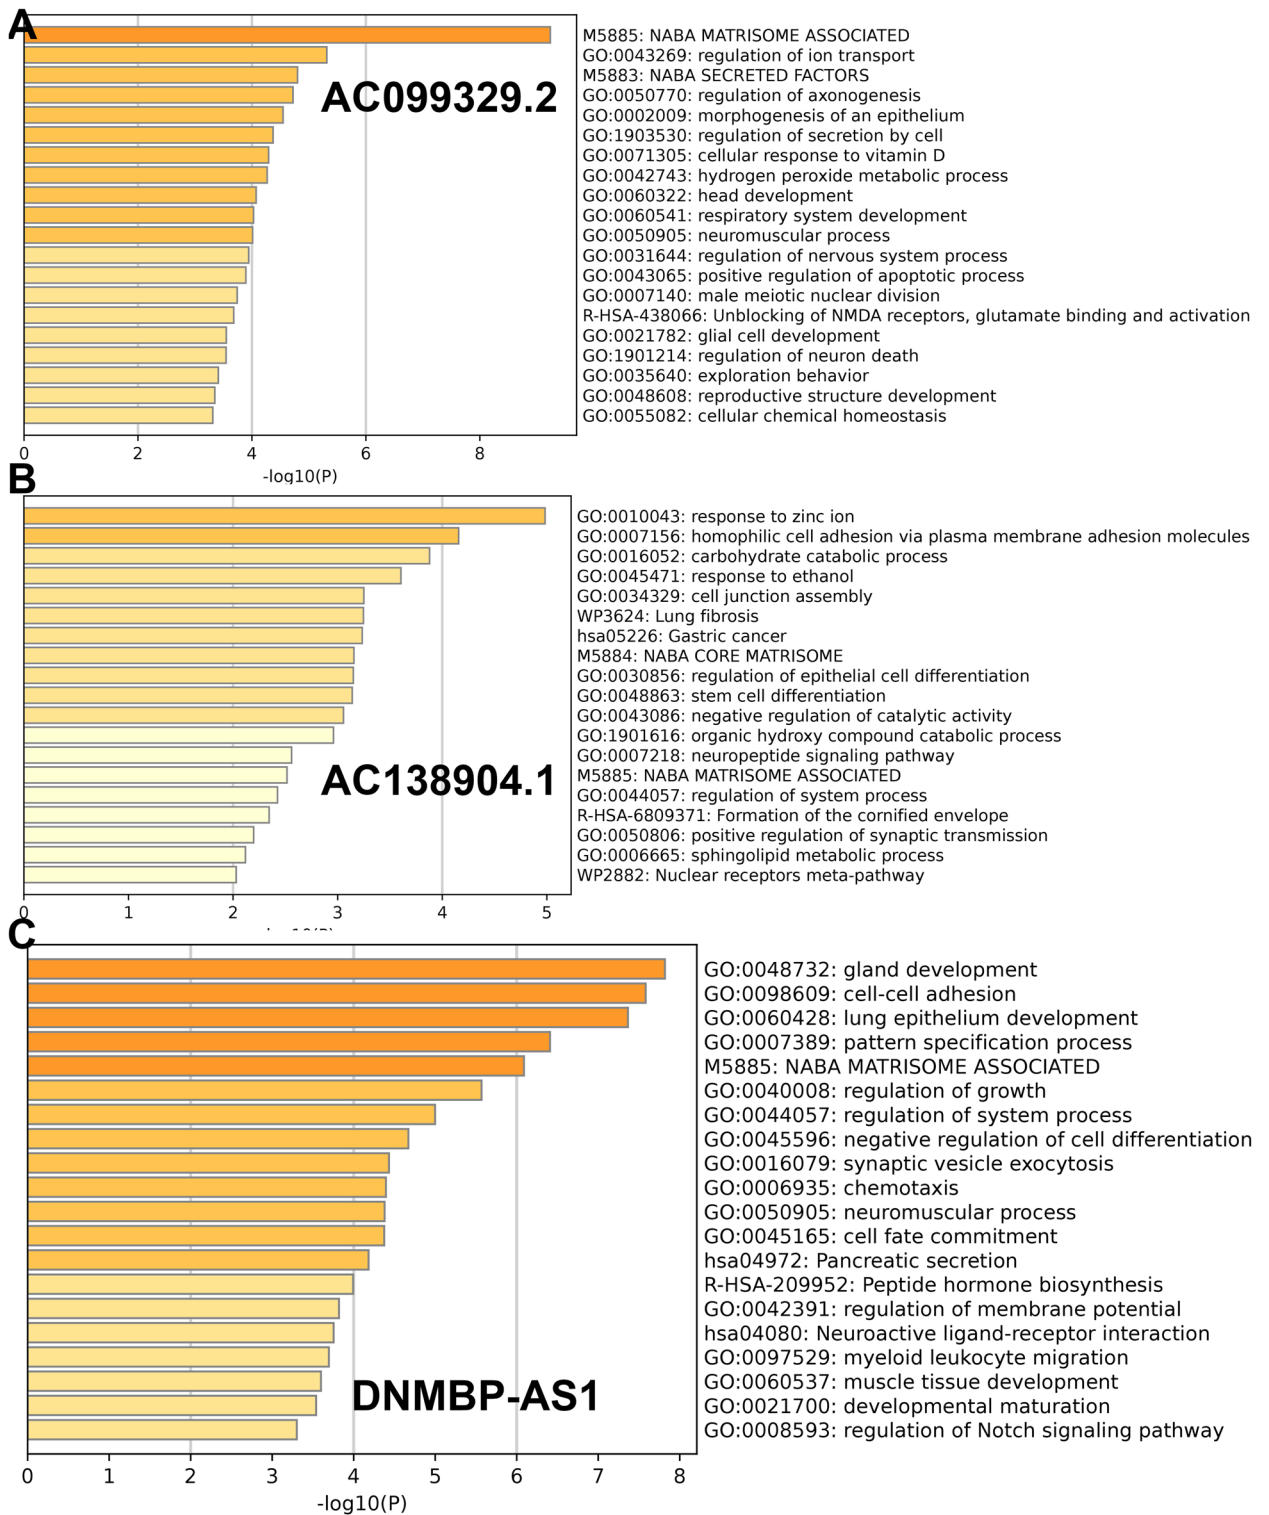 A
M5885: NABA MATRISOME ASSOCIATED
GO:0043269: regulation of ion transport
M5883: NABA SECRETED FACTORS
AC099329.2
GO:0050770: regulation of axonogenesis
GO:0002009: morphogenesis of an epithelium
GO:1903530: regulation of secretion by cell
GO:0071305: cellular response to vitamin D
GO:0042743: hydrogen peroxide metabolic process
GO:0060322: head development
GO:0060541: respiratory system development
GO:0050905: neuromuscular process
GO:0031644: regulation of nervous system process
GO:0043065: positive regulation of apoptotic process
GO:0007140: male meiotic nuclear division
R-HSA-438066: Unblocking of NMDA receptors, glutamate binding and activation
GO:0021782: glial cell development
GO:1901214: regulation of neuron death
GO:0035640: exploration behavior
GO:0048608: reproductive structure development
GO:0055082: cellular chemical homeostasis
0 2 4 6 8
-log10(P)
B
GO:0010043: response to zinc ion
GO:0007156: homophilic cell adhesion via plasma membrane adhesion molecules
GO:0016052: carbohydrate catabolic process
GO:0045471: response to ethanol
GO:0034329: cell junction assembly
WP3624: Lung fibrosis
hsa05226: Gastric cancer
M5884: NABA CORE MATRISOME
GO:0030856: regulation of epithelial cell differentiation
GO:0048863: stem cell differentiation
GO:0043086: negative regulation of catalytic activity
GO:1901616: organic hydroxy compound catabolic process
GO:0007218: neuropeptide signaling pathway
AC138904.1
M5885: NABA MATRISOME ASSOCIATED
GO:0044057: regulation of system process
R-HSA-6809371: Formation of the cornified envelope
GO:0050806: positive regulation of synaptic transmission
GO:0006665: sphingolipid metabolic process
WP2882: Nuclear receptors meta-pathway
0 1 2 3 4 5
C
GO:0048732: gland development
GO:0098609: cell-cell adhesion
GO:0060428: lung epithelium development
GO:0007389: pattern specification process
M5885: NABA MATRISOME ASSOCIATED
GO:0040008: regulation of growth
GO:0044057: regulation of system process
GO:0045596: negative regulation of cell differentiation
GO:0016079: synaptic vesicle exocytosis
GO:0006935: chemotaxis
GO:0050905: neuromuscular process
GO:0045165: cell fate commitment
hsa04972: Pancreatic secretion
R-HSA-209952: Peptide hormone biosynthesis
GO:0042391: regulation of membrane potential
hsa04080: Neuroactive ligand-receptor interaction
GO:0097529: myeloid leukocyte migration
GO:0060537: muscle tissue development
DNMBP-AS1
GO:0021700: developmental maturation
GO:0008593: regulation of Notch signaling pathway
0 1 2 3 4 5 6 7 8
-log10(P)